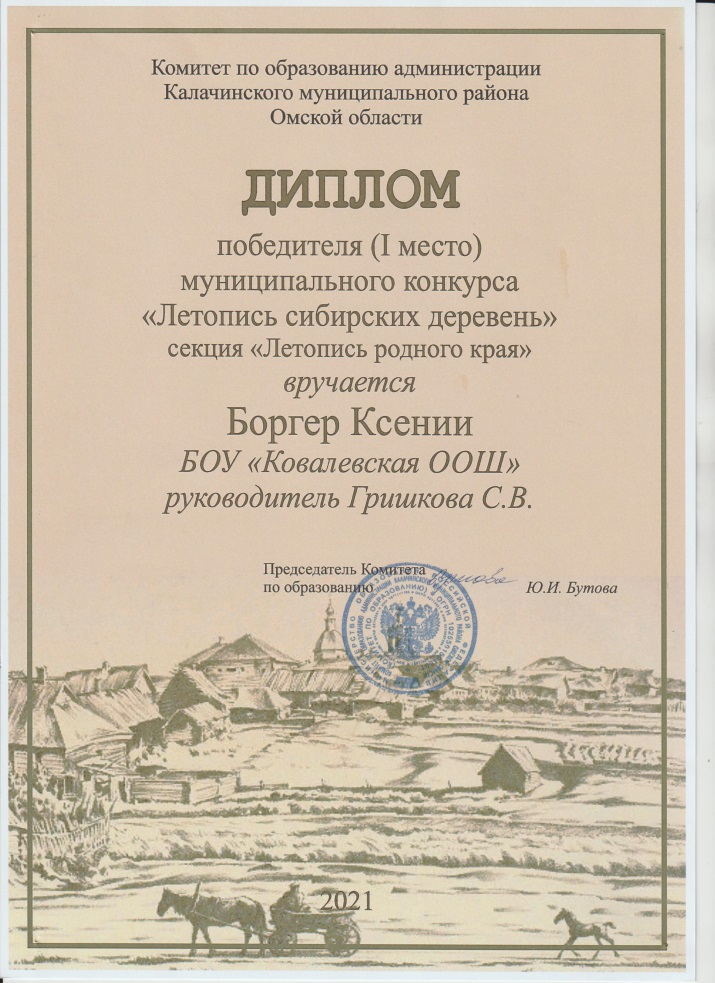 Комитет по образованию администрации
Калачинского муниципального района
Омской области
ДИПЛОМ
победителя (I место)
муниципального конкурса
«Летопись сибирских деревень»
секция «Летопись родного края»
вручается
Боргер Ксении
БОУ «Ковалевская ООШ»
руководитель Гришкова С.В.
Председатель Комитета
по образованию
Ю.И. Бутова
2021